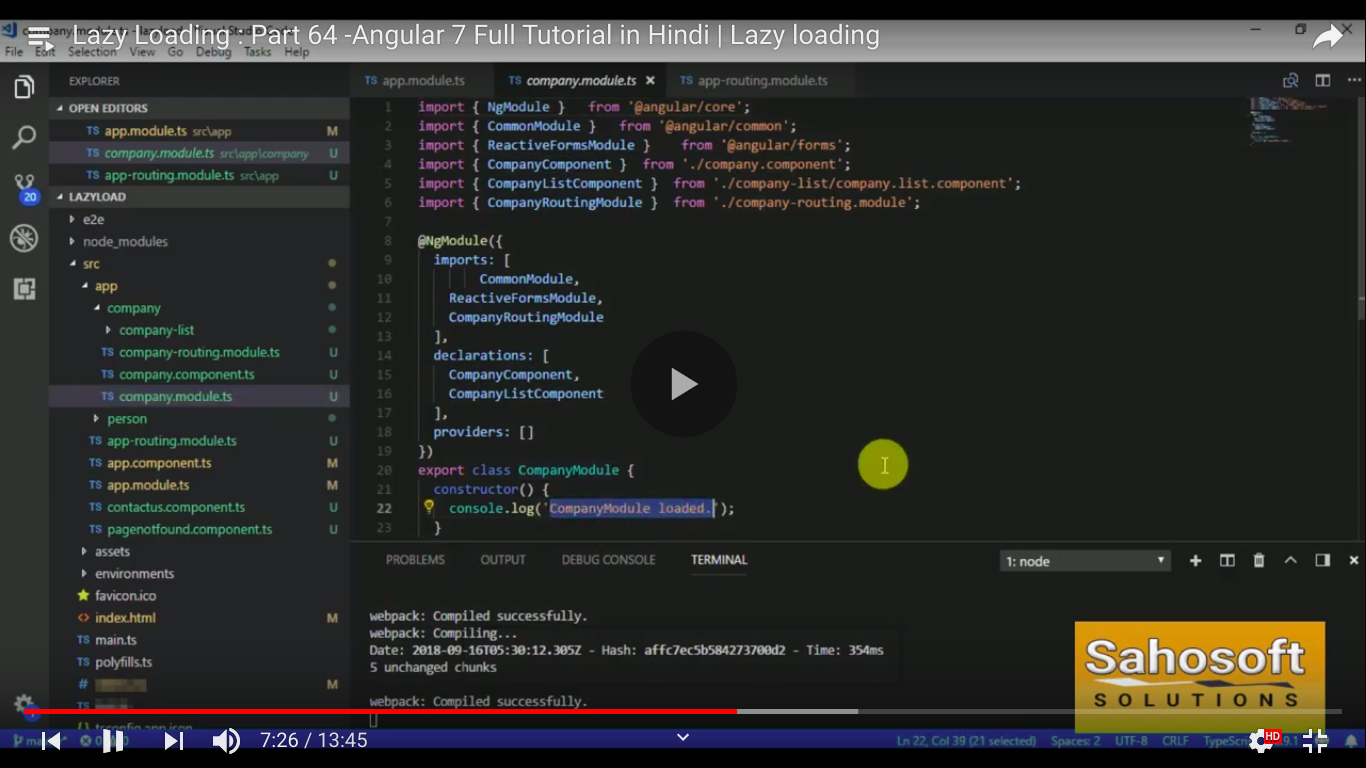 Lazy Loading : Part 64 -Angular 7 Full Tutorial in Hindi | Lazy loading
File Edit Selection View Go Debug Tasks Help
EXPLORER
OPEN EDITORS
TS app.module.ts src\app M
TS company.module.ts src\app\company U
TS app-routing.module.ts src\app U
LAZYLOAD
e2e
node_modules
src
app
company
company-list
TS company-routing.module.ts U
TS company.component.ts U
TS company.module.ts U
person
TS app-routing.module.ts U
TS app.component.ts M
TS app.module.ts M
TS contactus.component.ts U
TS pagenotfound.component.ts U
assets
environments
favicon.ico
<> index.html M
TS main.ts
TS polyfills.ts
# M
TS
20
TS app.module.ts TS company.module.ts × TS app-routing.module.ts
1 import { NgModule } from '@angular/core';
2 import { CommonModule } from '@angular/common';
3 import { ReactiveFormsModule } from '@angular/forms';
4 import { CompanyComponent } from './company.component';
5 import { CompanyListComponent } from './company-list/company.list.component';
6 import { CompanyRoutingModule } from './company-routing.module';
7
8 @NgModule({
9 imports: [
10 CommonModule,
11 ReactiveFormsModule,
12 CompanyRoutingModule
13 ],
14 declarations: [
15 CompanyComponent,
16 CompanyListComponent
17 ],
18 providers: []
19 })
20 export class CompanyModule {
21 constructor() {
22 console.log('CompanyModule loaded.');
23 }
PROBLEMS OUTPUT DEBUG CONSOLE TERMINAL 1: node
webpack: Compiled successfully.
webpack: Compiling...
Date: 2018-09-16T05:30:12.305Z - Hash: affc7ec5b584273700d2 - Time: 354ms
5 unchanged chunks
webpack: Compiled successfully.
Sahosoft
SOLUTIONS
7:26 / 13:45
Ln 22, Col 39 (21 selected) Spaces: 2 UTF-8 CRLF
HD